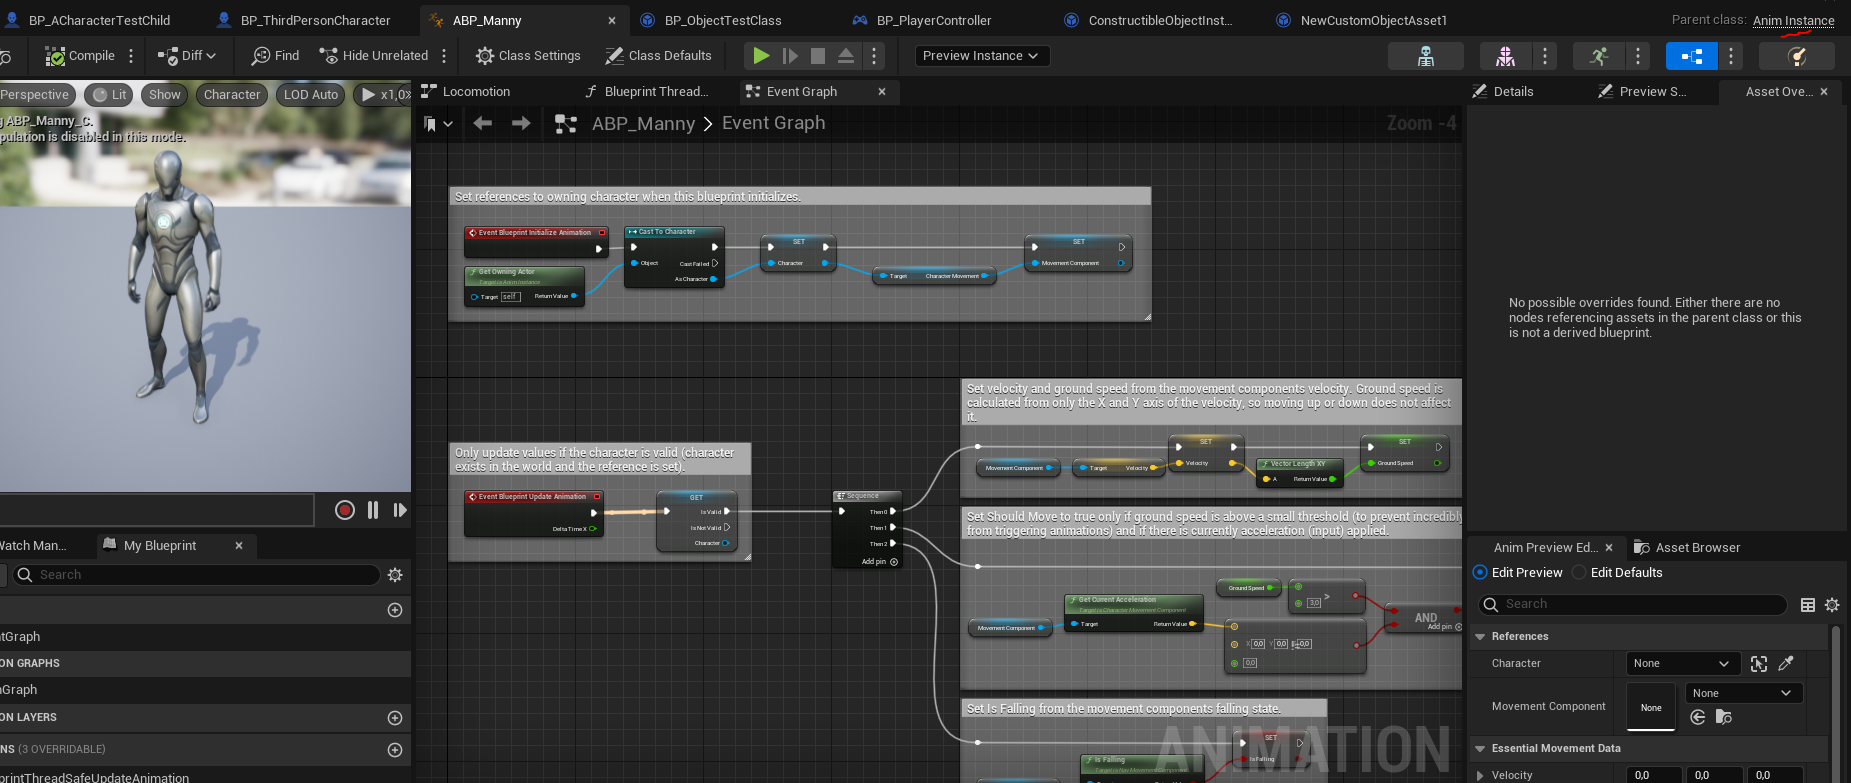 BP_ACharacterTestChild
BP_ThirdPersonCharacter
ABP_Manny
BP_ObjectTestClass
BP_PlayerController
ConstructibleObjectInst...
NewCustomObjectAsset1
Parent class: Anim Instance
Compile
Diff
Find
Hide Unrelated
Class Settings
Class Defaults
Preview Instance
Perspective
Lit
Show
Character
LOD Auto
x1,0
ABP_Manny_C.
pulation is disabled in this mode.
Locomotion
Blueprint Thread...
Event Graph
ABP_Manny > Event Graph
Zoom -4
Details
Preview S...
Asset Ove...
Set references to owning character when this blueprint initializes.
Event Blueprint Initialize Animation
Get Owning Actor
Target is Anim Instance
Target self
Return Value
Cast To Character
Object
Cast Failed
As Character
SET
Character
Target
Character Movement
SET
Movement Component
No possible overrides found. Either there are no
nodes referencing assets in the parent class or this
is not a derived blueprint.
Set velocity and ground speed from the movement components velocity. Ground speed is
calculated from only the X and Y axis of the velocity, so moving up or down does not affect
it.
Movement Component
Target
Velocity
SET
Velocity
Vector Length XY
A
Return Value
SET
Ground Speed
Only update values if the character is valid (character
exists in the world and the reference is set).
Event Blueprint Update Animation
Delta Time X
GET
Is Valid
Is Not Valid
Character
Sequence
Then 0
Then 1
Then 2
Add pin
Set Should Move to true only if ground speed is above a small threshold (to prevent incredibly
from triggering animations) and if there is currently acceleration (input) applied.
Movement Component
Get Current Acceleration
Target is Character Movement Component
Target
Return Value
Ground Speed
3,0
>
X 0,0 Y 0,0 0,0
0,0
AND
Add pin
Set Is Falling from the movement components falling state.
Is Falling
Target is Nav Movement Component
SET
Is Falling
ANIMATION
Watch Man...
My Blueprint
Search
ntGraph
ON GRAPHS
nGraph
ON LAYERS
NS (3 OVERRIDABLE)
printThreadSafeUpdateAnimation
Anim Preview Ed...
Asset Browser
Edit Preview
Edit Defaults
Search
References
Character
None
Movement Component
None
None
Essential Movement Data
Velocity
0,0
0,0
0,0